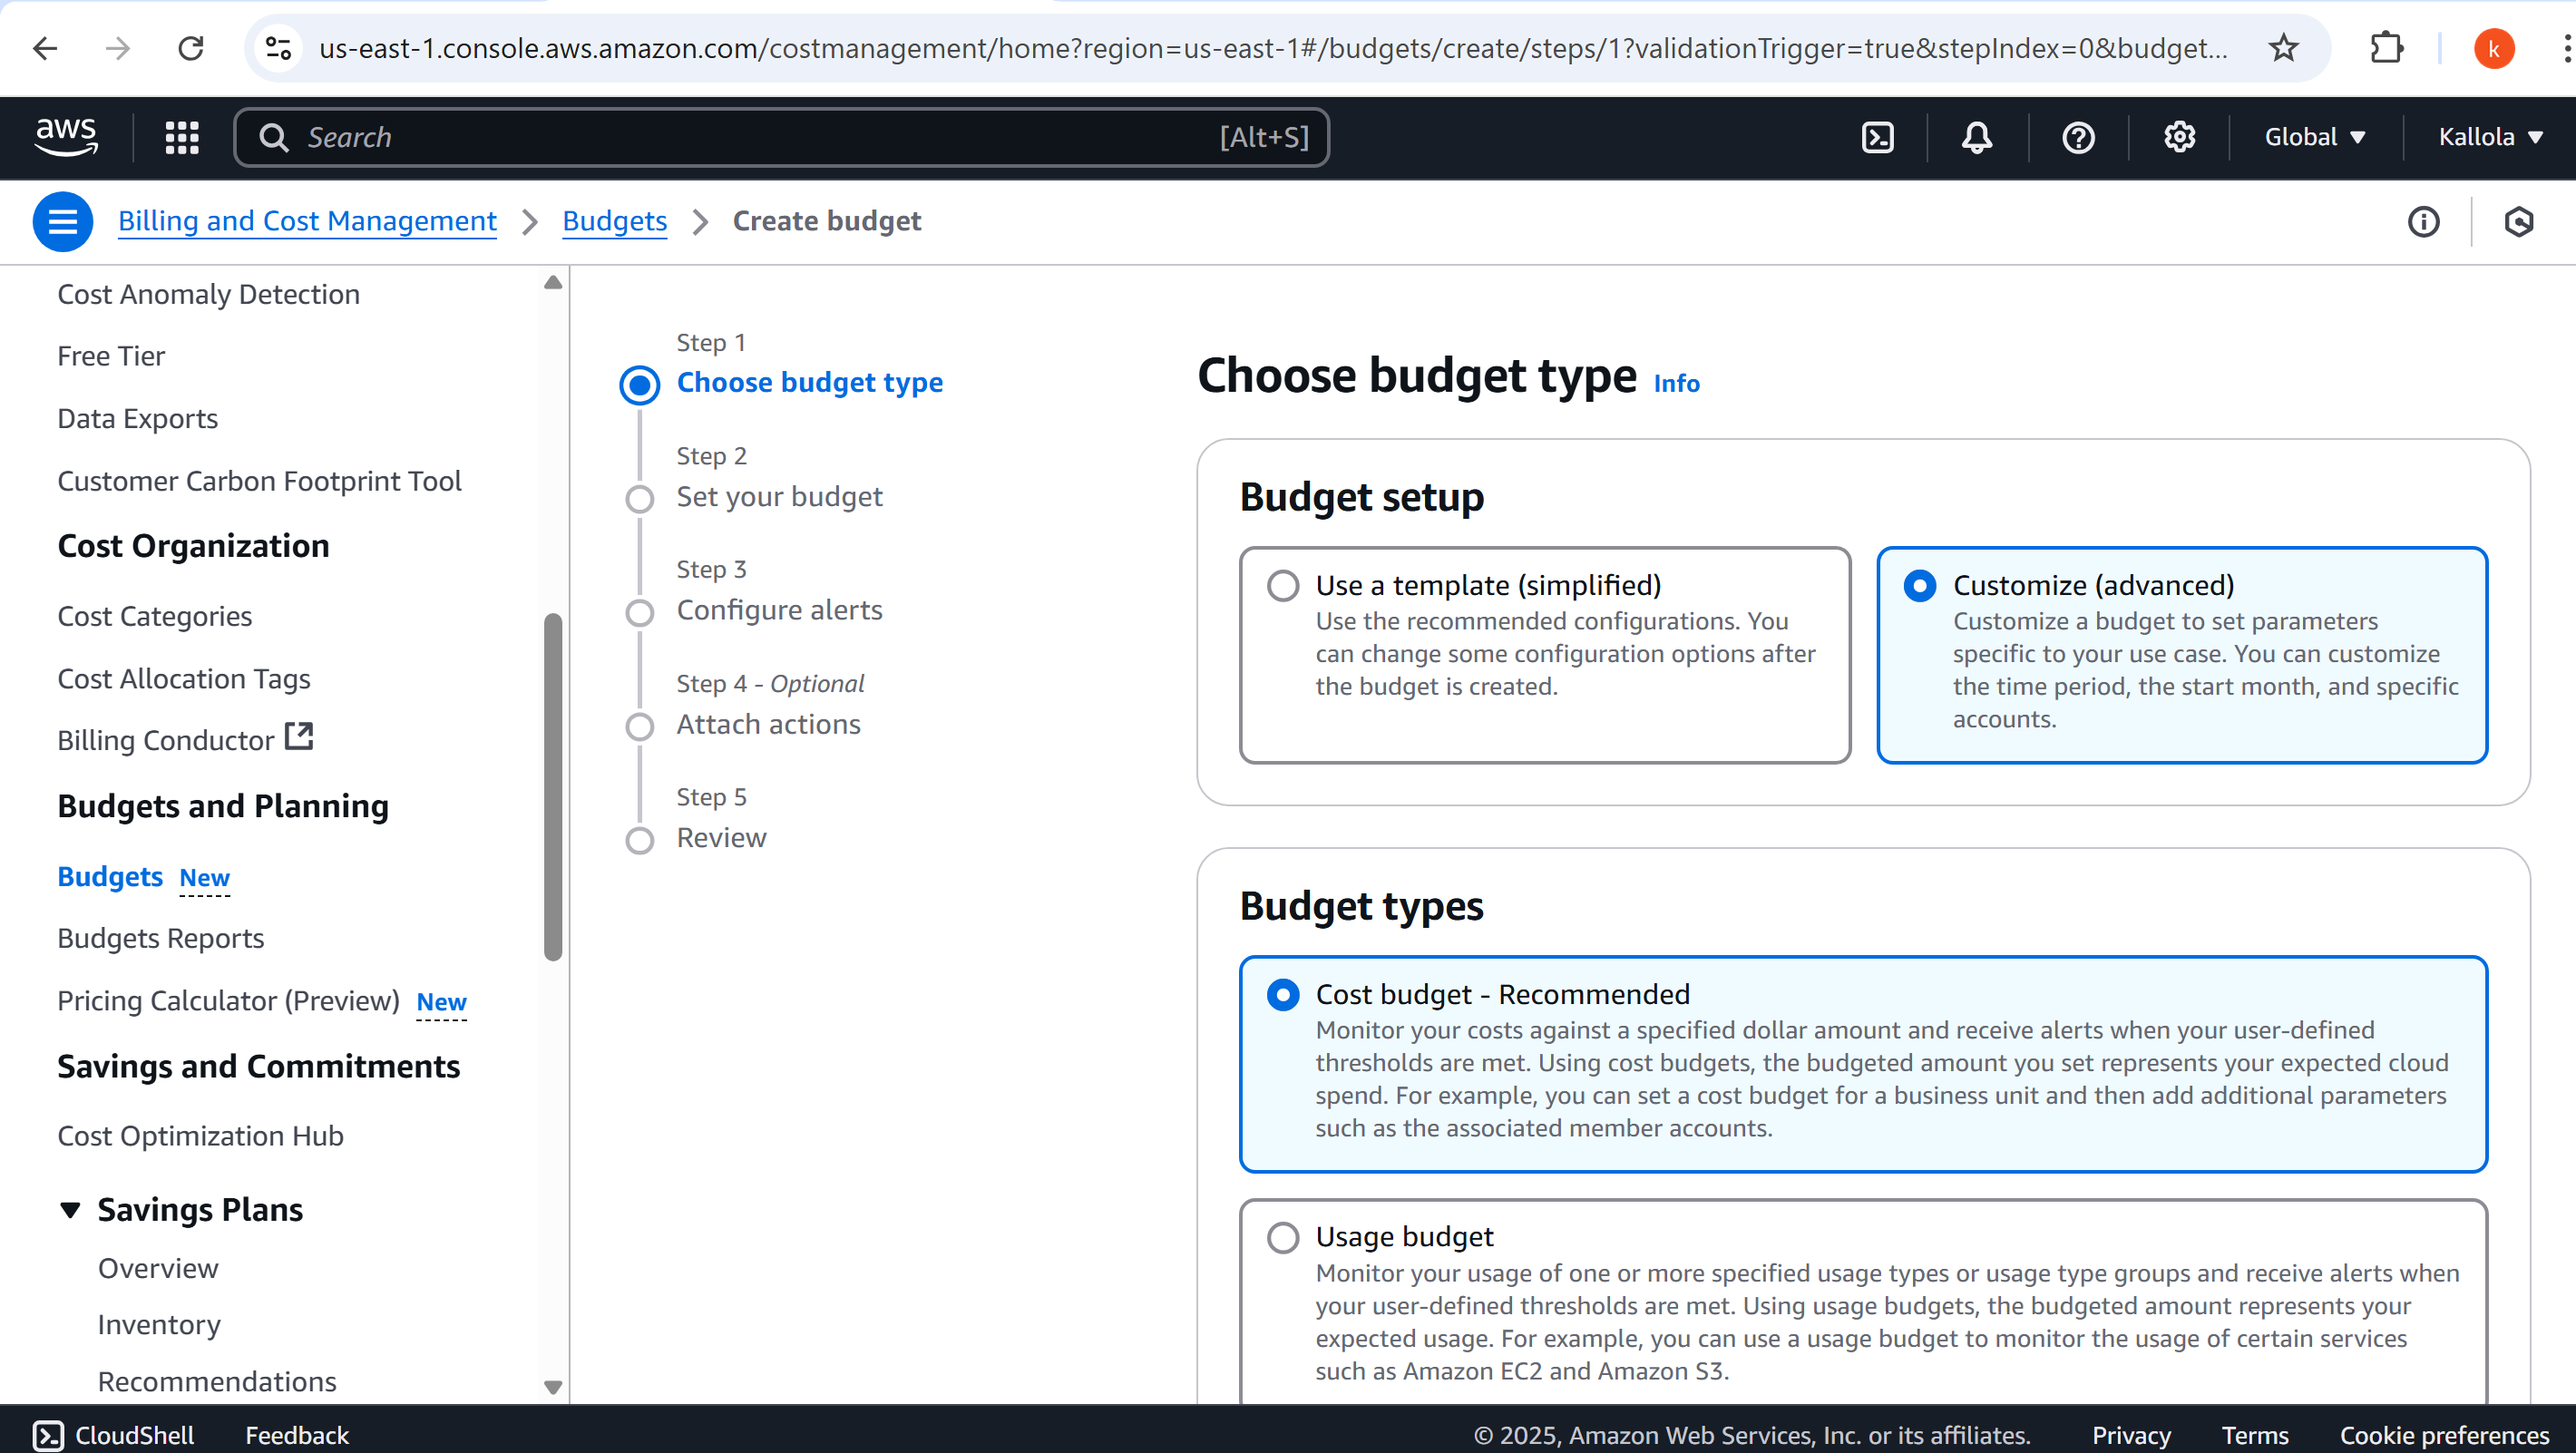 us-east-1.console.aws.amazon.com/costmanagement/home?region=us-east-1#/budgets/create/steps/1?validationTrigger=true&stepIndex=0&budget...
k
aws
Search
[Alt+S]
Global
Kallola
Billing and Cost Management
Budgets
Create budget
Cost Anomaly Detection
Free Tier
Data Exports
Customer Carbon Footprint Tool
Cost Organization
Cost Categories
Cost Allocation Tags
Billing Conductor
Budgets and Planning
Budgets New
Budgets Reports
Pricing Calculator (Preview) New
Savings and Commitments
Cost Optimization Hub
Savings Plans
Overview
Inventory
Recommendations
Step 1
Choose budget type
Step 2
Set your budget
Step 3
Configure alerts
Step 4 - Optional
Attach actions
Step 5
Review
Choose budget type Info
Budget setup
Use a template (simplified)
Use the recommended configurations. You
can change some configuration options after
the budget is created.
Customize (advanced)
Customize a budget to set parameters
specific to your use case. You can customize
the time period, the start month, and specific
accounts.
Budget types
Cost budget - Recommended
Monitor your costs against a specified dollar amount and receive alerts when your user-defined
thresholds are met. Using cost budgets, the budgeted amount you set represents your expected cloud
spend. For example, you can set a cost budget for a business unit and then add additional parameters
such as the associated member accounts.
Usage budget
Monitor your usage of one or more specified usage types or usage type groups and receive alerts when
your user-defined thresholds are met. Using usage budgets, the budgeted amount represents your
expected usage. For example, you can use a usage budget to monitor the usage of certain services
such as Amazon EC2 and Amazon S3.
CloudShell
Feedback
© 2025, Amazon Web Services, Inc. or its affiliates.
Privacy
Terms
Cookie preferences